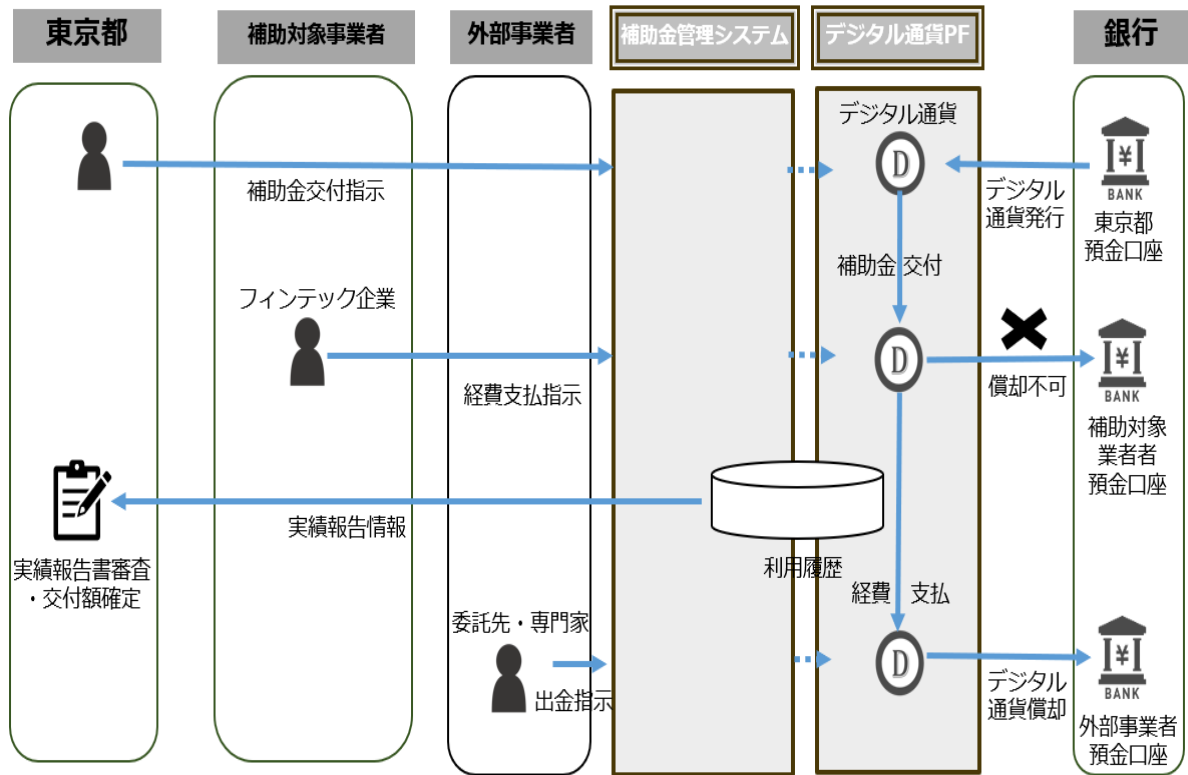 東京都
補助対象事業者
外部事業者
補助金管理システム
デジタル通貨PF
銀行
デジタル通貨
D
BANK
補助金交付指示
デジタル
通貨発行
東京都
預金口座
補助金 交付
フィンテック企業
D
BANK
経費支払指示
償却不可
補助対象
業者者
預金口座
実績報告情報
実績報告書審査
・交付額確定
利用履歴
経費 支払
委託先・専門家
出金指示
D
デジタル
通貨償却
BANK
外部事業者
預金口座